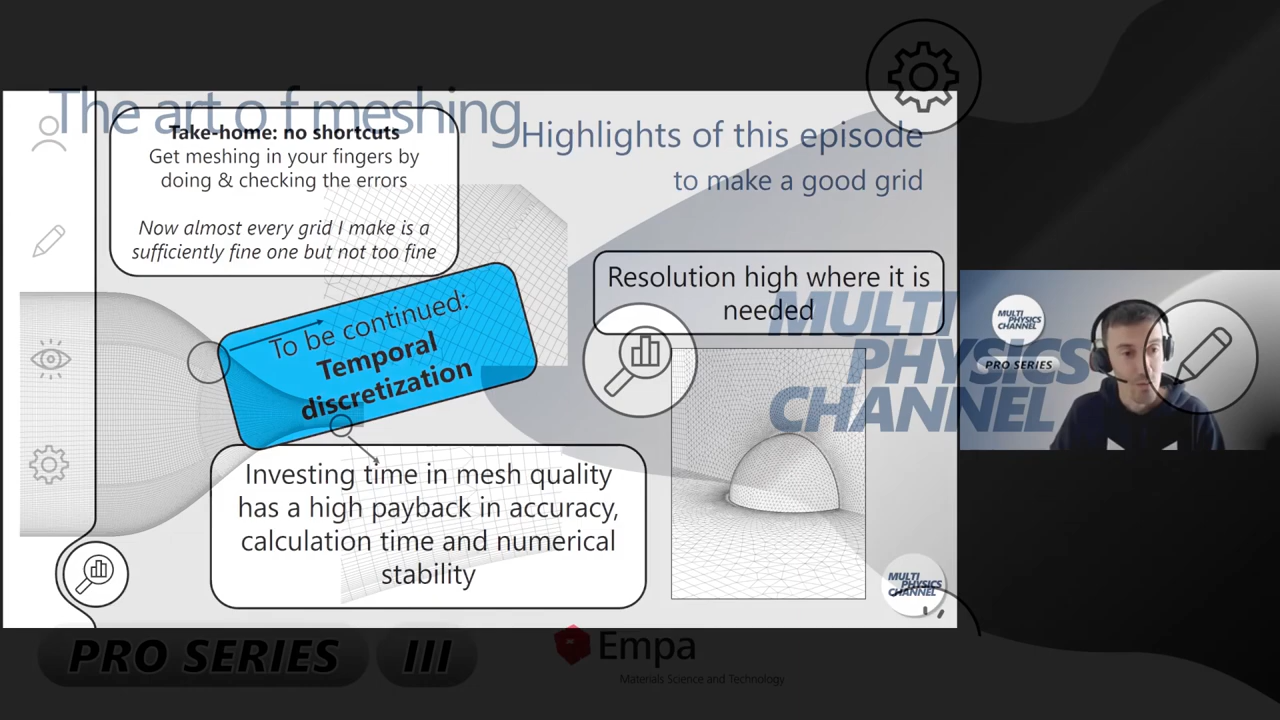 The art o f meshing
Take-home: no shortcuts
Get meshing in your fingers by
doing & checking the errors
Now almost every grid I make is a
sufficiently fine one but not too fine
Highlights of this episode
to make a good grid
Resolution high where it is
needed
To be continued:
Temporal
discretization
Investing time in mesh quality
has a high payback in accuracy,
calculation time and numerical
stability
MULTI
PHYSICS
CHANNEL
MULTI
PHYSICS
CHANNEL
PRO SERIES
MULTI
PHYSICS
CHANNEL
PRO SERIES III
Empa
Materials Science and Technology